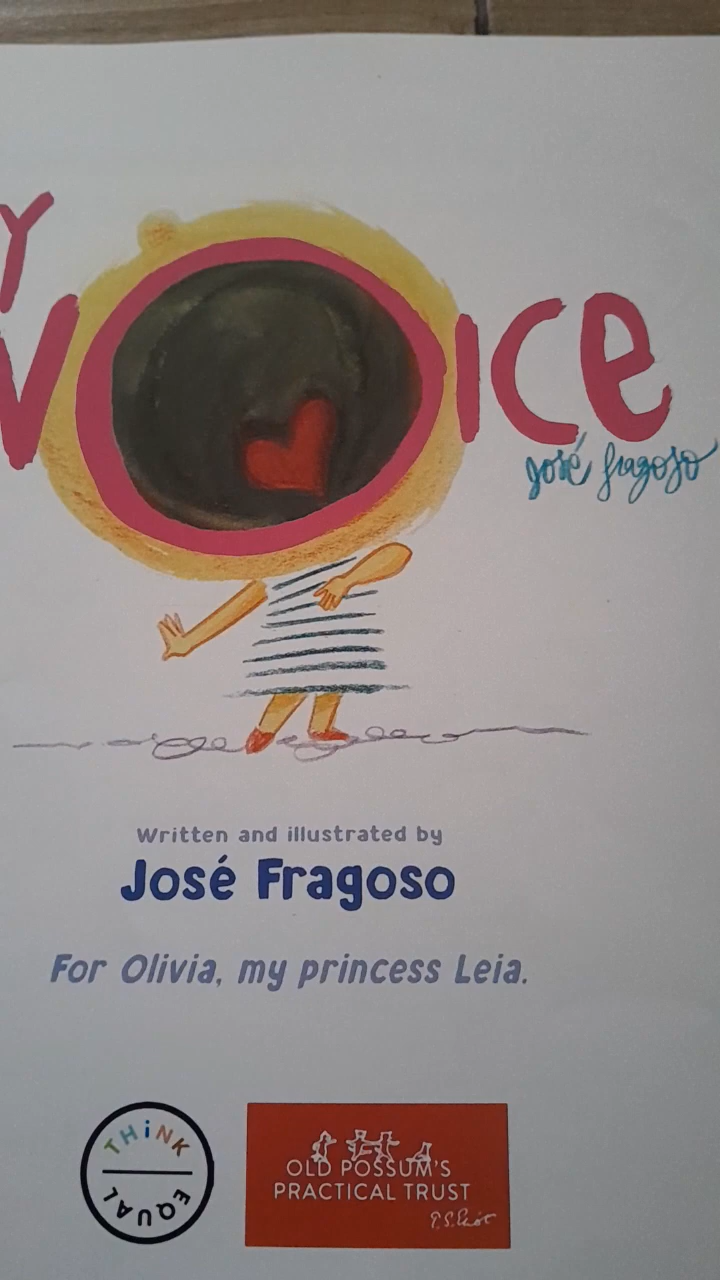 Y
VOICE
José fragoso
Written and illustrated by
José Fragoso
For Olivia, my princess Leia.
THiNK
EQUAL
OLD POSSUM'S
PRACTICAL TRUST
T.S. Eliot